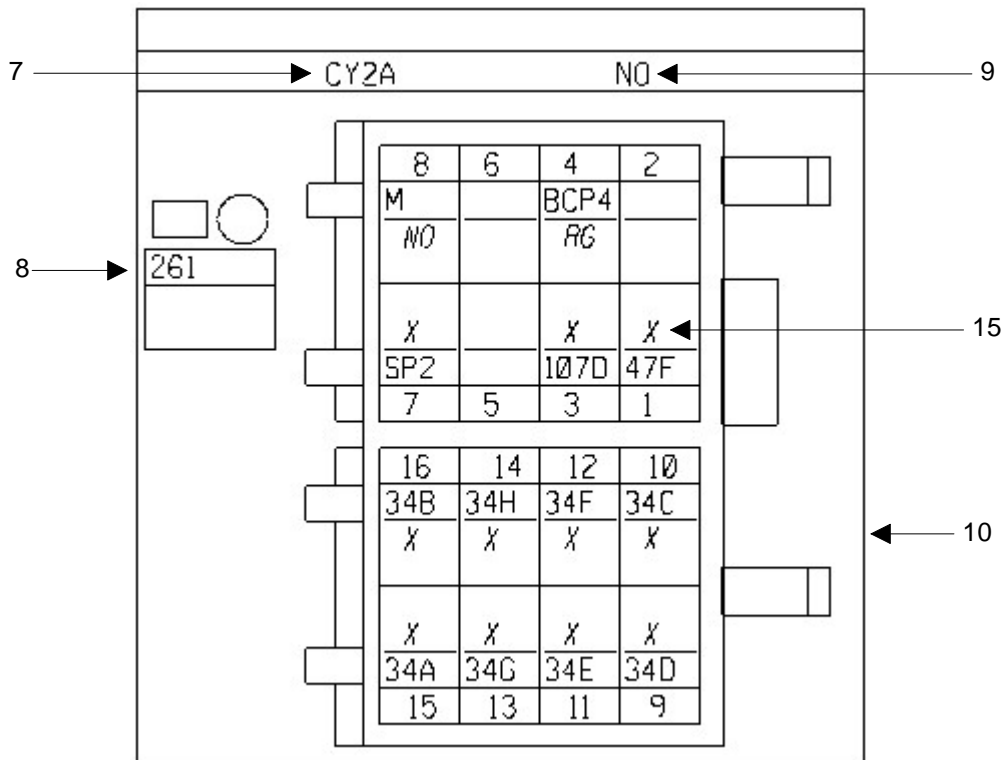 7 CY2A NO 9
8 6 4 2
M BCP4
NO RG
8 261
X X X 15
SP2 107D 47F
7 5 3 1
16 14 12 10
34B 34H 34F 34C
X X X X
10
X X X X
34A 34G 34E 34D
15 13 11 9